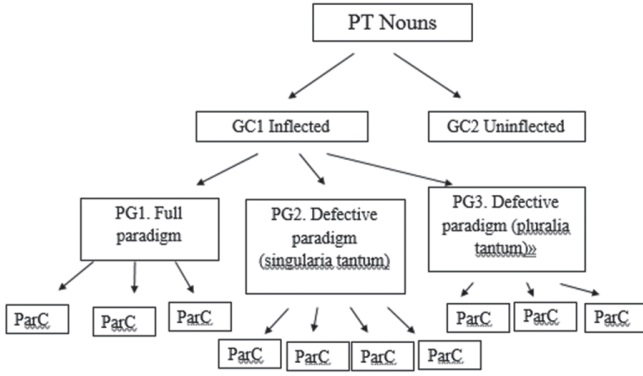 PT Nouns
GC1 Inflected
GC2 Uninflected
PG1. Full
paradigm
PG2. Defective
paradigm
(singularia tantum)
PG3. Defective
paradigm (pluralia
tantum)»
ParC
ParC
ParC
ParC
ParC
ParC
ParC
ParC
ParC
ParC